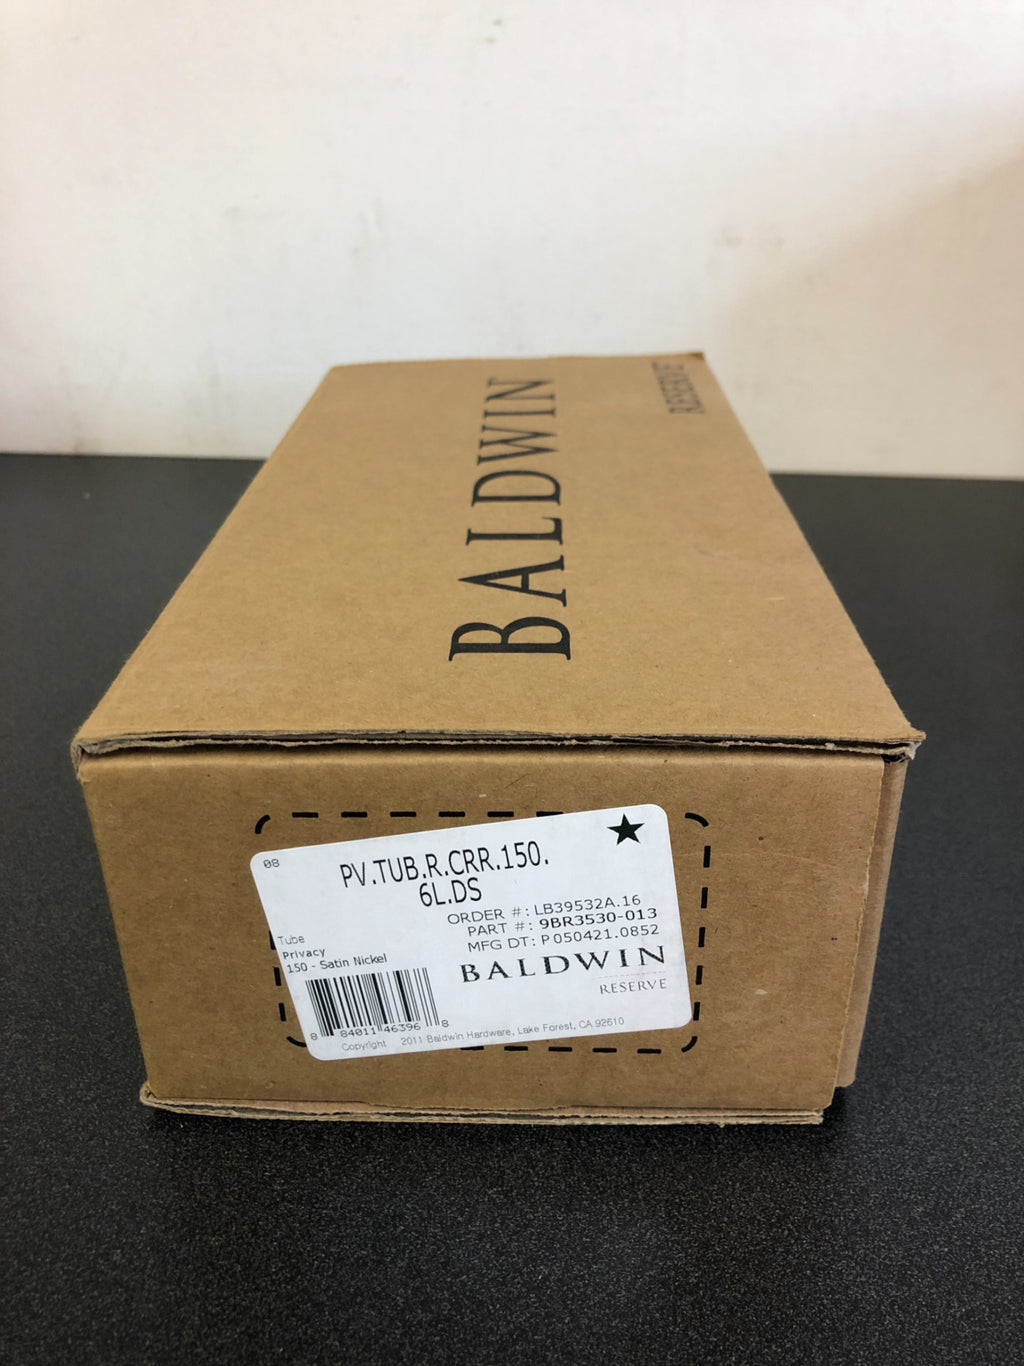 BALDWIN
RESERVE
08
★
PV.TUB.R.CRR.150.
6L.DS
ORDER #: LB39532A.16
PART #: 9BR3530-013
MFG DT: P050421.0852
Tube
Privacy
150 - Satin Nickel
BALDWIN
RESERVE
8 84011 46396 8
Copyright 2011 Baldwin Hardware, Lake Forest, CA 92610